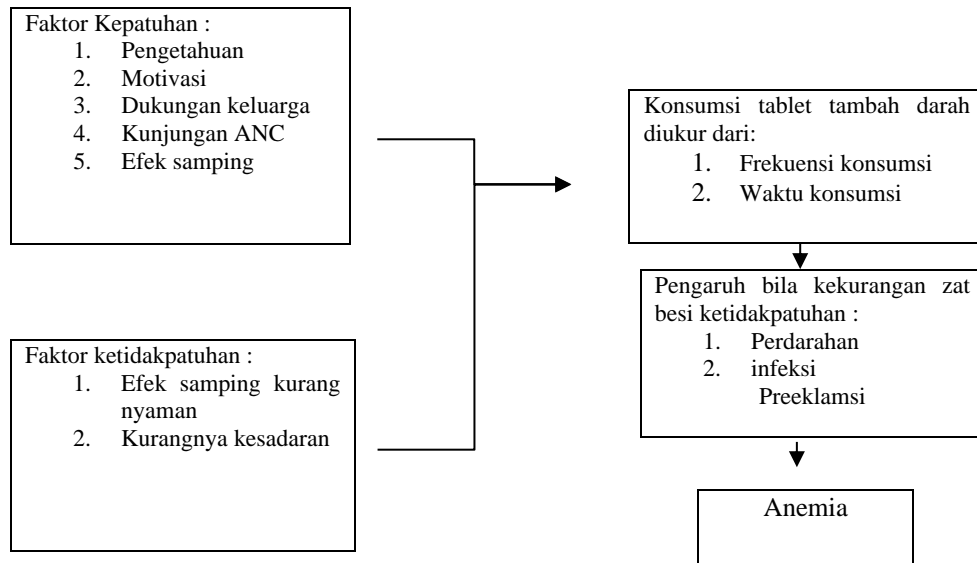 Faktor Kepatuhan :
1. Pengetahuan
2. Motivasi
3. Dukungan keluarga
4. Kunjungan ANC
5. Efek samping
Faktor ketidakpatuhan :
1. Efek samping kurang
nyaman
2. Kurangnya kesadaran
Konsumsi tablet tambah darah
diukur dari:
1. Frekuensi konsumsi
2. Waktu konsumsi
Pengaruh bila kekurangan zat
besi ketidakpatuhan :
1. Perdarahan
2. infeksi
Preeklamsi
Anemia